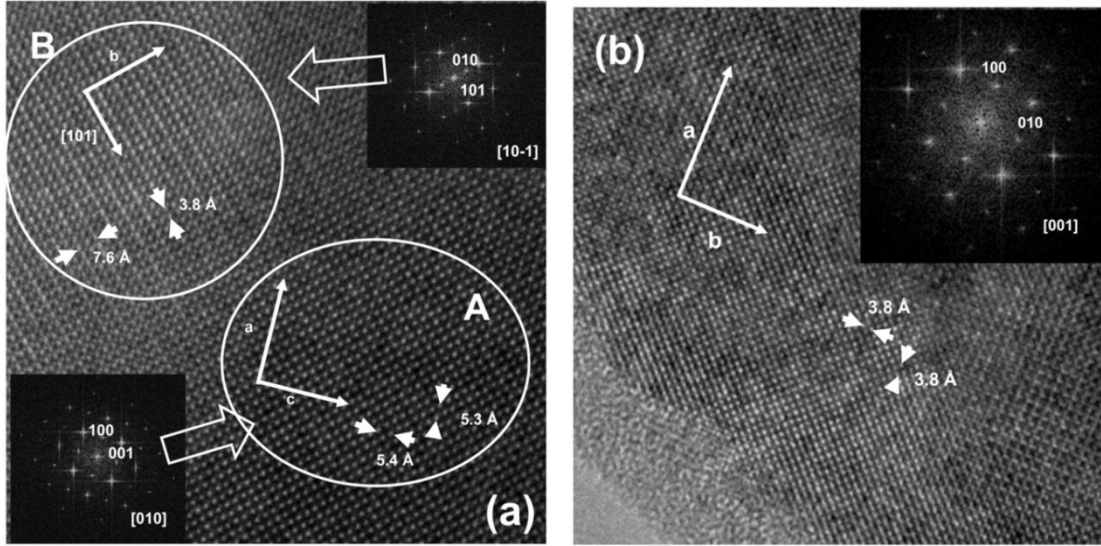 B
b
[101]
3.8 Å
7.6 Å
010
101
[10-1]
A
a
c
5.3 Å
5.4 Å
100
001
[010]
(a)
(b)
a
b
3.8 Å
3.8 Å
100
010
[001]